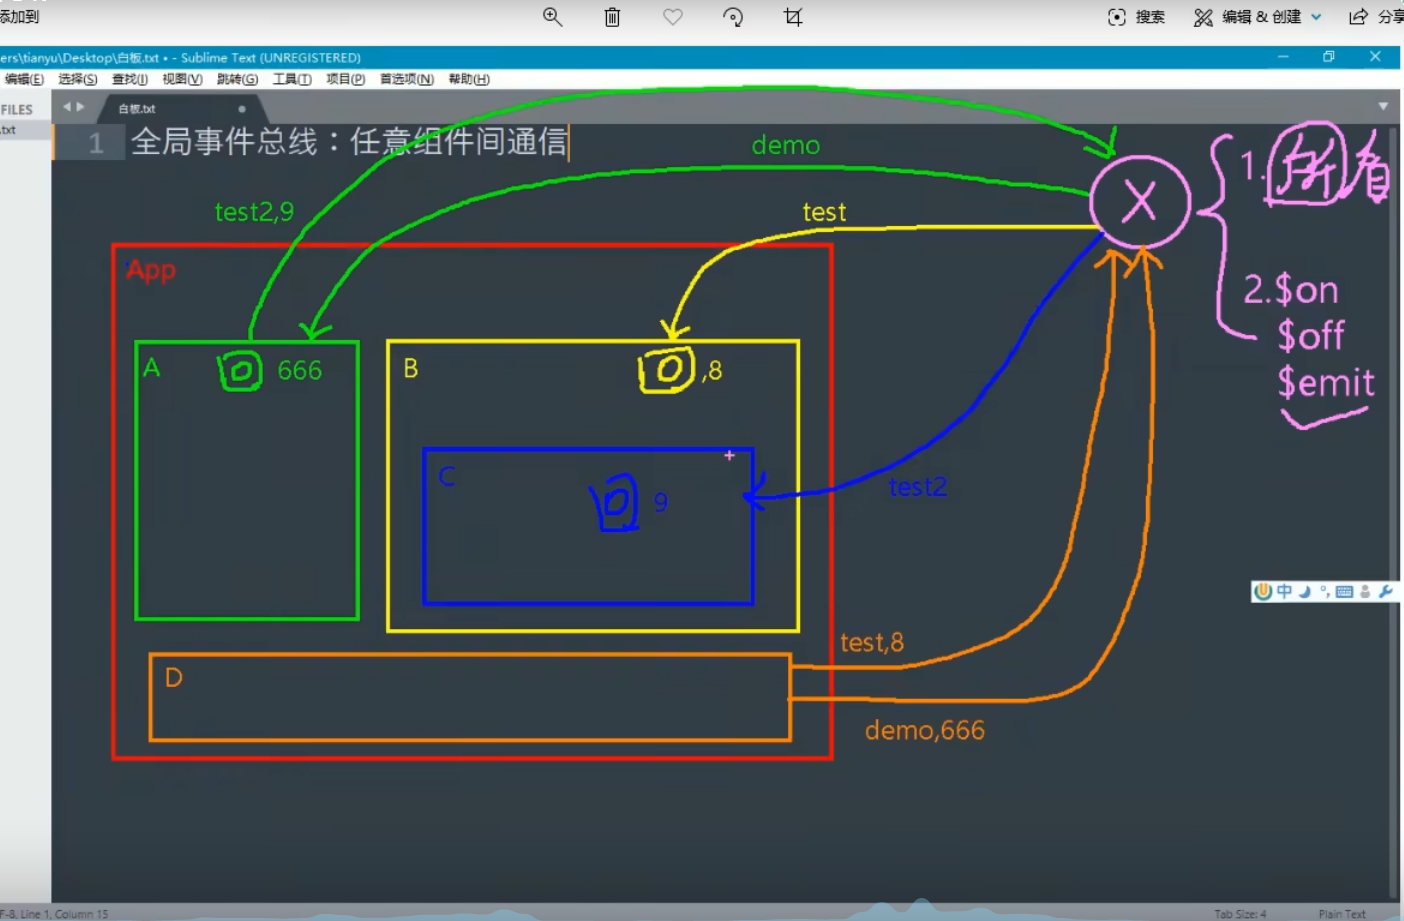 添加到
搜索
编辑 & 创建
分享
ers\tianyu\Desktop\白板.txt • - Sublime Text (UNREGISTERED)
编辑(E) 选择(S) 查找(I) 视图(V) 跳转(G) 工具(T) 项目(P) 首选项(N) 帮助(H)
FILES
.txt
白板.txt
1 全局事件总线：任意组件间通信
demo
test2,9
test
X
1.所有
2.$on
$off
$emit
App
A 666
B ,8
C 9
test2
D
test,8
demo,666
中
F-8, Line 1, Column 15
Tab Size: 4
Plain Text